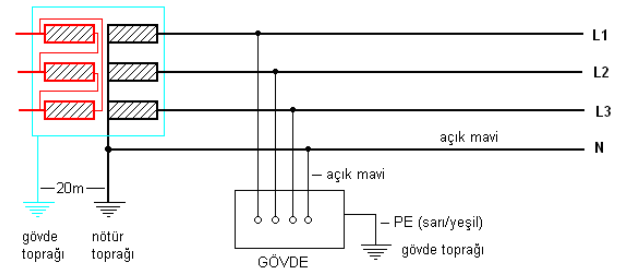 L1
L2
L3
açık mavi
N
açık mavi
20m
PE (sarı/yeşil)
gövde
toprağı
nötür
toprağı
gövde toprağı
GÖVDE